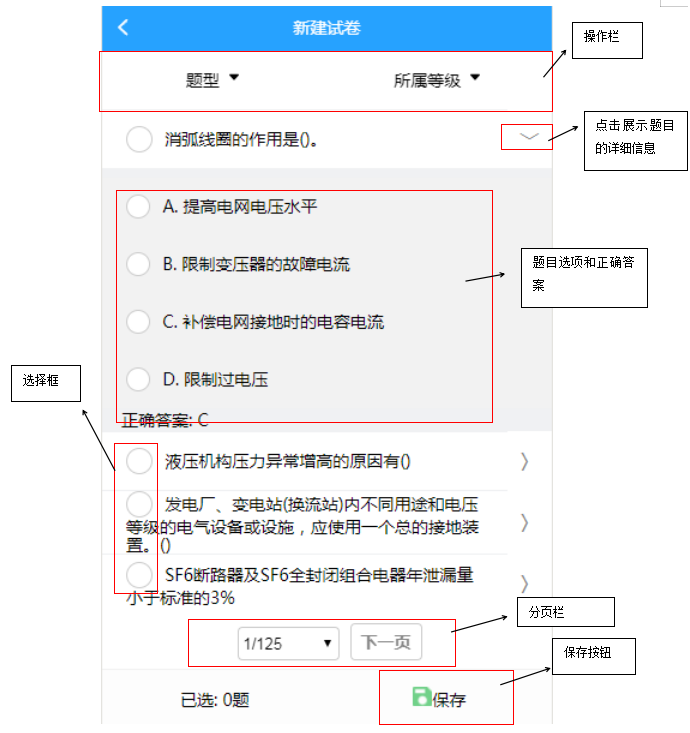 新建试卷
操作栏
题型
所属等级
消弧线圈的作用是()。
点击展示题目
的详细信息
A. 提高电网电压水平
B. 限制变压器的故障电流
题目选项和正确答
案
C. 补偿电网接地时的电容电流
D. 限制过电压
选择框
正确答案: C
液压机构压力异常增高的原因有()
发电厂、变电站(换流站)内不同用途和电压
等级的电气设备或设施，应使用一个总的接地装
置。()
SF6断路器及SF6全封闭组合电器年泄漏量
小于标准的3%
分页栏
1/125
下一页
保存按钮
已选: 0题
保存